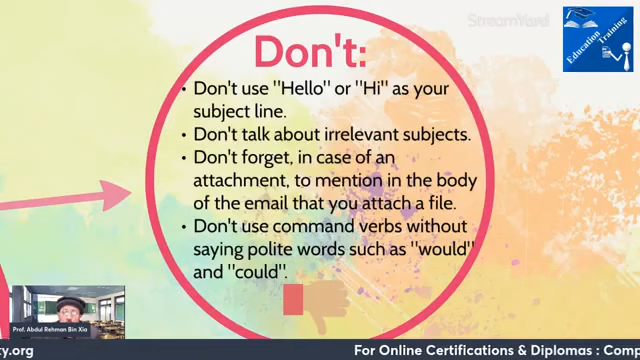 StreamYard
Education Training
Don't:
• Don't use "Hello" or "Hi" as your
subject line.
• Don't talk about irrelevant subjects.
• Don't forget, in case of an
attachment, to mention in the body
of the email that you attach a file.
• Don't use command verbs without
saying polite words such as "would"
and "could".
Prof. Abdul Rehman Bin Xia
ty.org
For Online Certifications & Diplomas : Comp